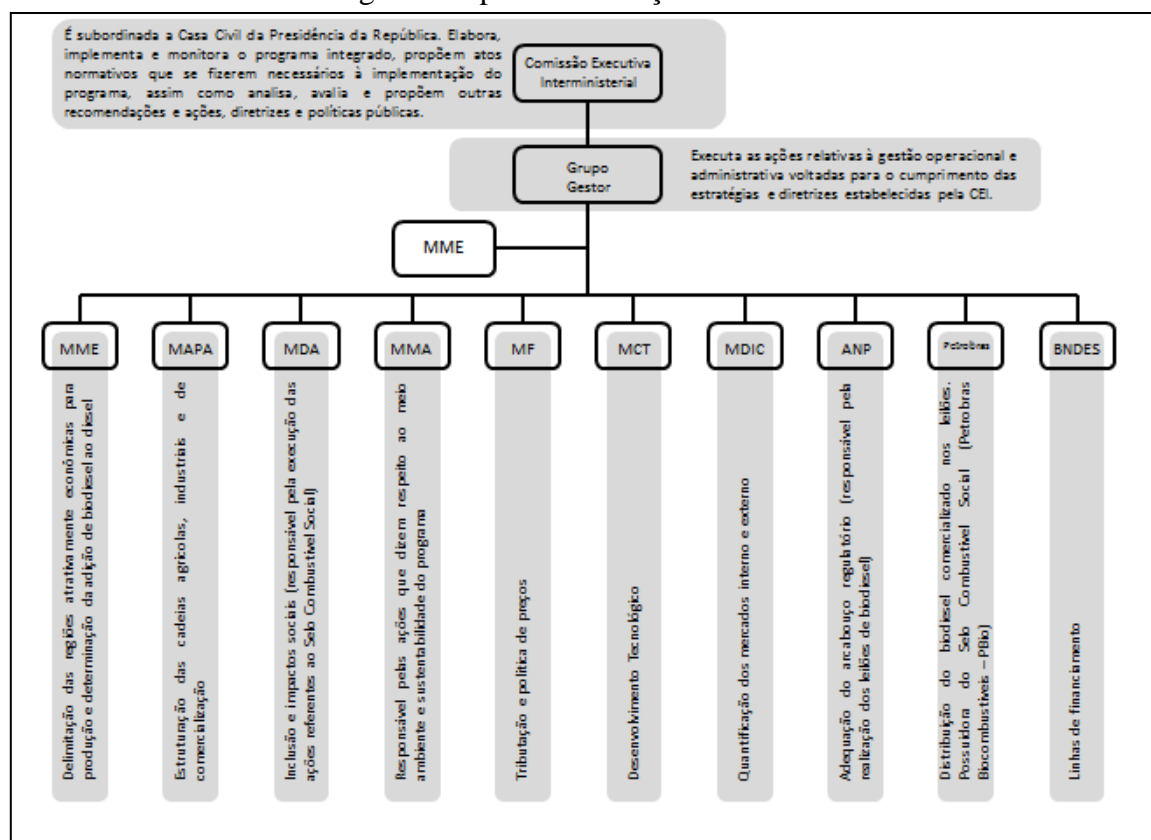 É subordinada a Casa Civil da Presidência da República. Elabora,
implementa e monitora o programa integrado, propõem atos
normativos que se fizerem necessários à implementação do
programa, assim como analisa, avalia e propõem outras
recomendações e ações, diretrizes e políticas públicas.
Comissão Executiva
Interministerial
Grupo
Gestor
Executa as ações relativas à gestão operacional e
administrativa voltadas para o cumprimento das
estratégias e diretrizes estabelecidas pela CEI.
MME
MME
MAPA
MDA
MMA
MF
MCT
MDIC
ANP
Petrobras
BNDES
Delimitação das regiões atrativamente econômicas para
produção e determinação da adição de biodiesel ao diesel
Estruturação das cadeias agrícolas, industriais e de
comercialização
Inclusão e impactos sociais (responsável pela execução das
ações referentes ao Selo Combustível Social)
Responsável pelas ações que dizem respeito ao meio
ambiente e sustentabilidade do programa
Tributação e política de preços
Desenvolvimento Tecnológico
Quantificação dos mercados interno e externo
Adequação do arcabouço regulatório (responsável pela
realização dos leilões de biodiesel)
Distribuição do biodiesel comercializado nos leilões.
Possuidora do Selo Combustível Social (Petrobras
Biocombustíveis – PBio)
Linhas de financiamento